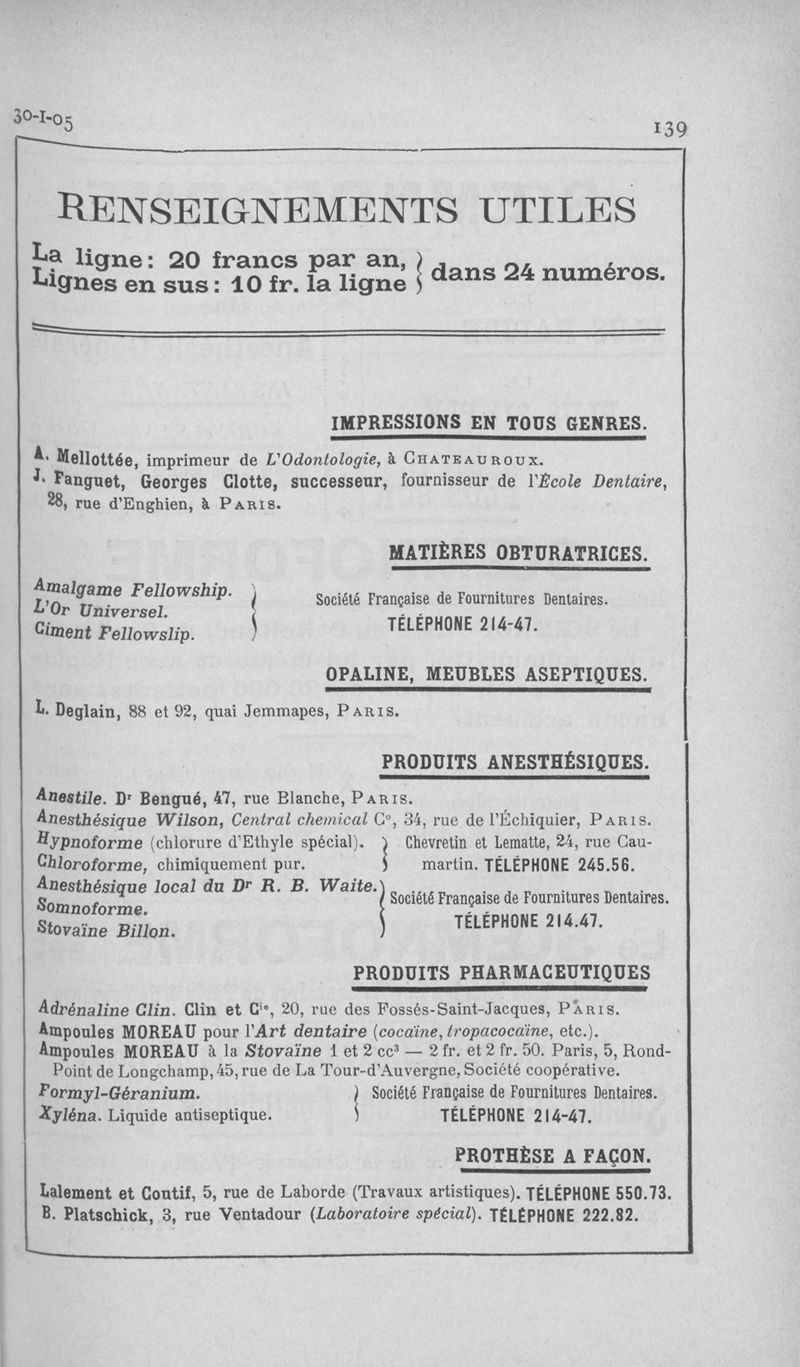 30-I-05
139
RENSEIGNEMENTS UTILES
La ligne: 20 francs par an,
Lignes en sus: 10 fr. la ligne
} dans 24 numéros.
IMPRESSIONS EN TOUS GENRES.
A. Mellottée, imprimeur de L'Odontologie, à CHATEAUROUX.
J. Fanguet, Georges Clotte, successeur, fournisseur de l'École Dentaire,
28, rue d'Enghien, à PARIS.
MATIÈRES OBTURATRICES.
Amalgame Fellowship.
L'Or Universel.
Ciment Fellowslip.
} Société Française de Fournitures Dentaires.
TÉLÉPHONE 214-47.
OPALINE, MEUBLES ASEPTIQUES.
L. Deglain, 88 et 92, quai Jemmapes, PARIS.
PRODUITS ANESTHÉSIQUES.
Anestile. Dr Bengué, 47, rue Blanche, PARIS.
Anesthésique Wilson, Central chemical Co, 34, rue de l'Échiquier, PARIS.
Hypnoforme (chlorure d'Ethyle spécial).
Chloroforme, chimiquement pur.
} Chevretin et Lematte, 24, rue Cau-
martin. TÉLÉPHONE 245.56.
Anesthésique local du Dr R. B. Waite.
Somnoforme.
Stovaïne Billon.
} Société Française de Fournitures Dentaires.
TÉLÉPHONE 214.47.
PRODUITS PHARMACEUTIQUES
Adrénaline Clin. Clin et Cie, 20, rue des Fossés-Saint-Jacques, PARIS.
Ampoules MOREAU pour l'Art dentaire (cocaïne, tropacocaïne, etc.).
Ampoules MOREAU à la Stovaïne 1 et 2 cc³ — 2 fr. et 2 fr. 50. Paris, 5, Rond-
Point de Longchamp, 45, rue de La Tour-d'Auvergne, Société coopérative.
Formyl-Géranium.
Xyléna. Liquide antiseptique.
} Société Française de Fournitures Dentaires.
TÉLÉPHONE 214-47.
PROTHÈSE A FAÇON.
Lalement et Coutif, 5, rue de Laborde (Travaux artistiques). TÉLÉPHONE 550.73.
B. Platschick, 3, rue Ventadour (Laboratoire spécial). TÉLÉPHONE 222.82.